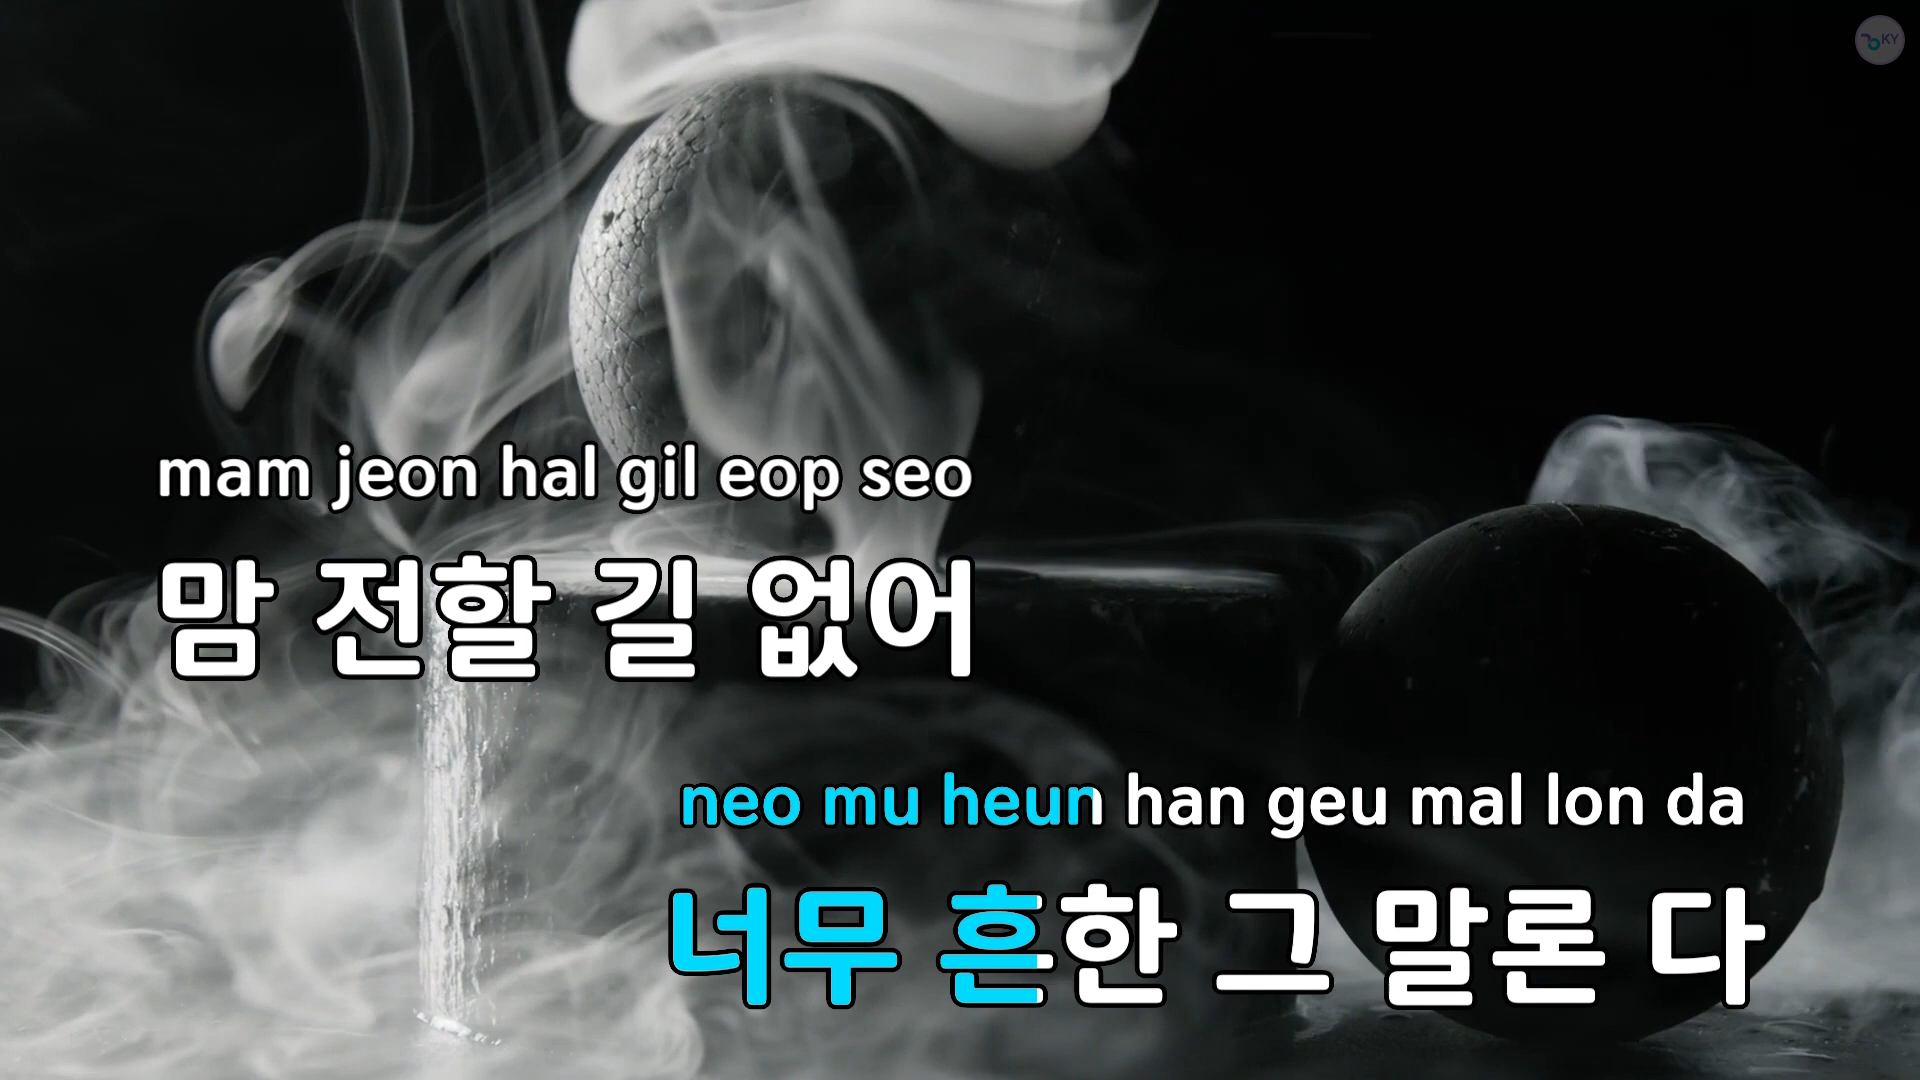 KY
mam jeon hal gil eop seo
맘 전할 길 없어
neo mu heun han geu mal lon da
너무 흔한 그 말론 다